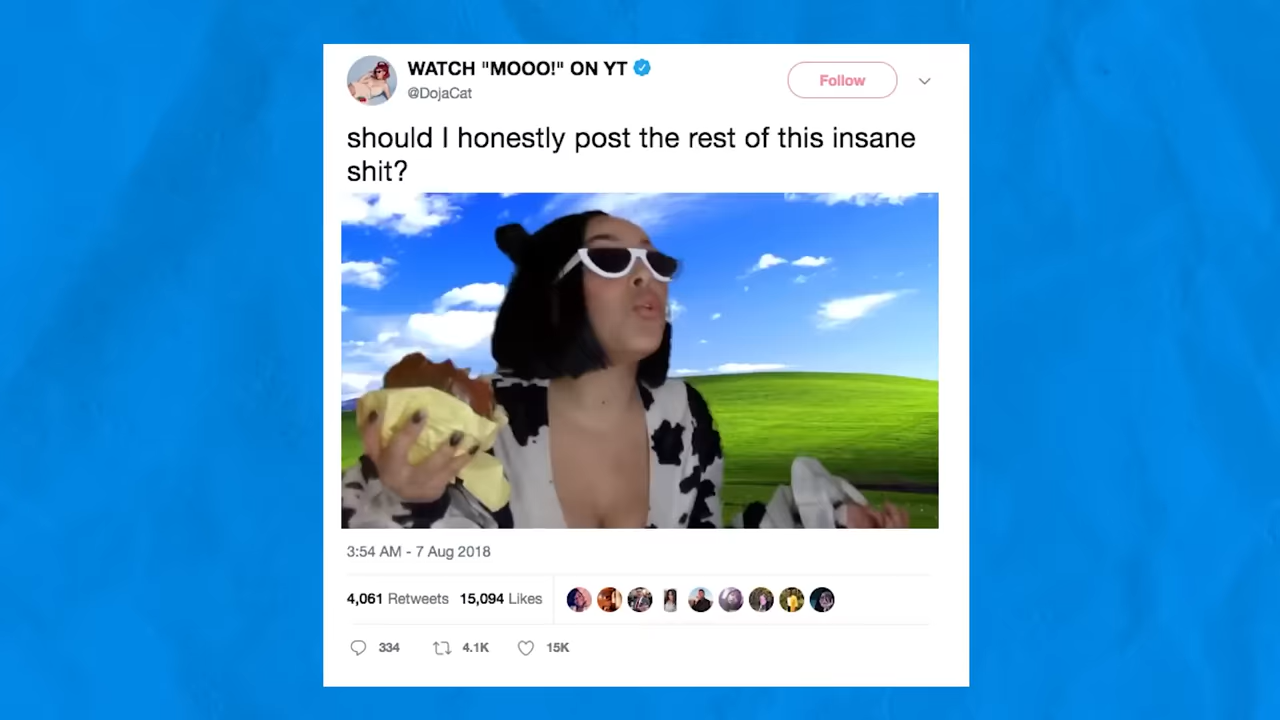 WATCH "MOOO!" ON YT
@DojaCat
Follow
should I honestly post the rest of this insane
shit?
3:54 AM - 7 Aug 2018
4,061 Retweets 15,094 Likes
334 4.1K 15K